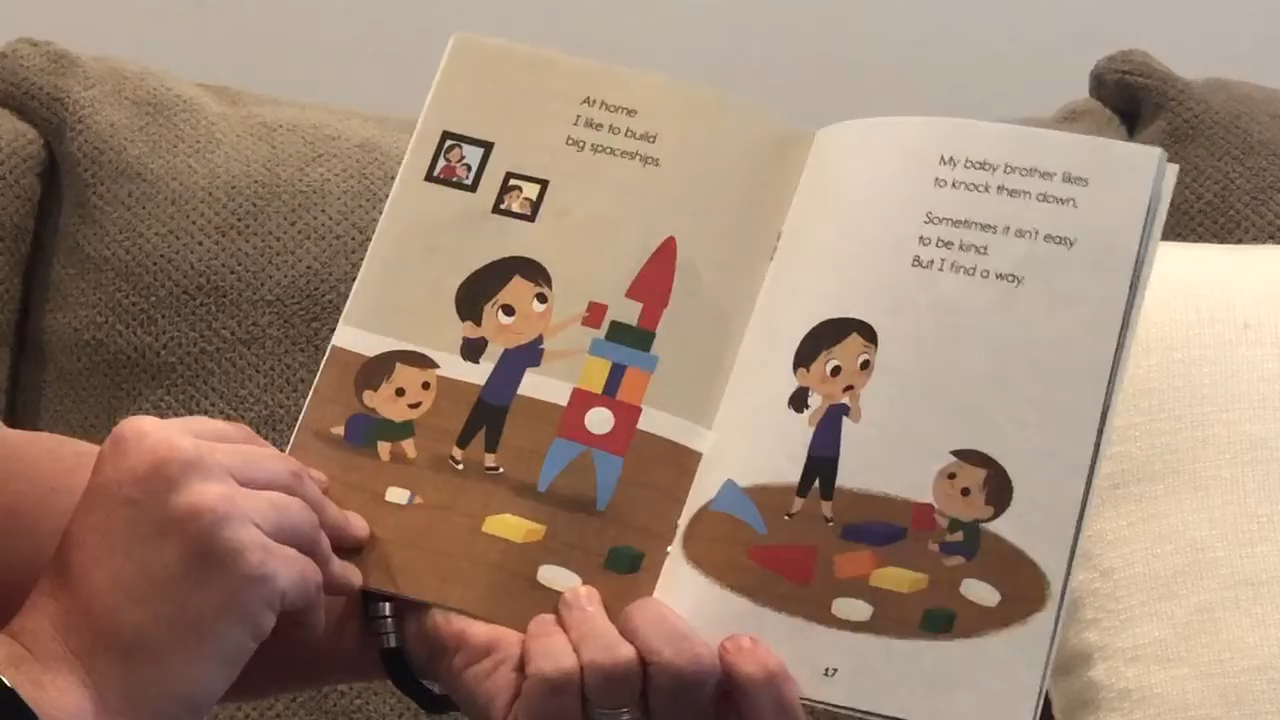 At home
I like to build
big spaceships.
My baby brother likes
to knock them down.
Sometimes it isn't easy
to be kind.
But I find a way.
17